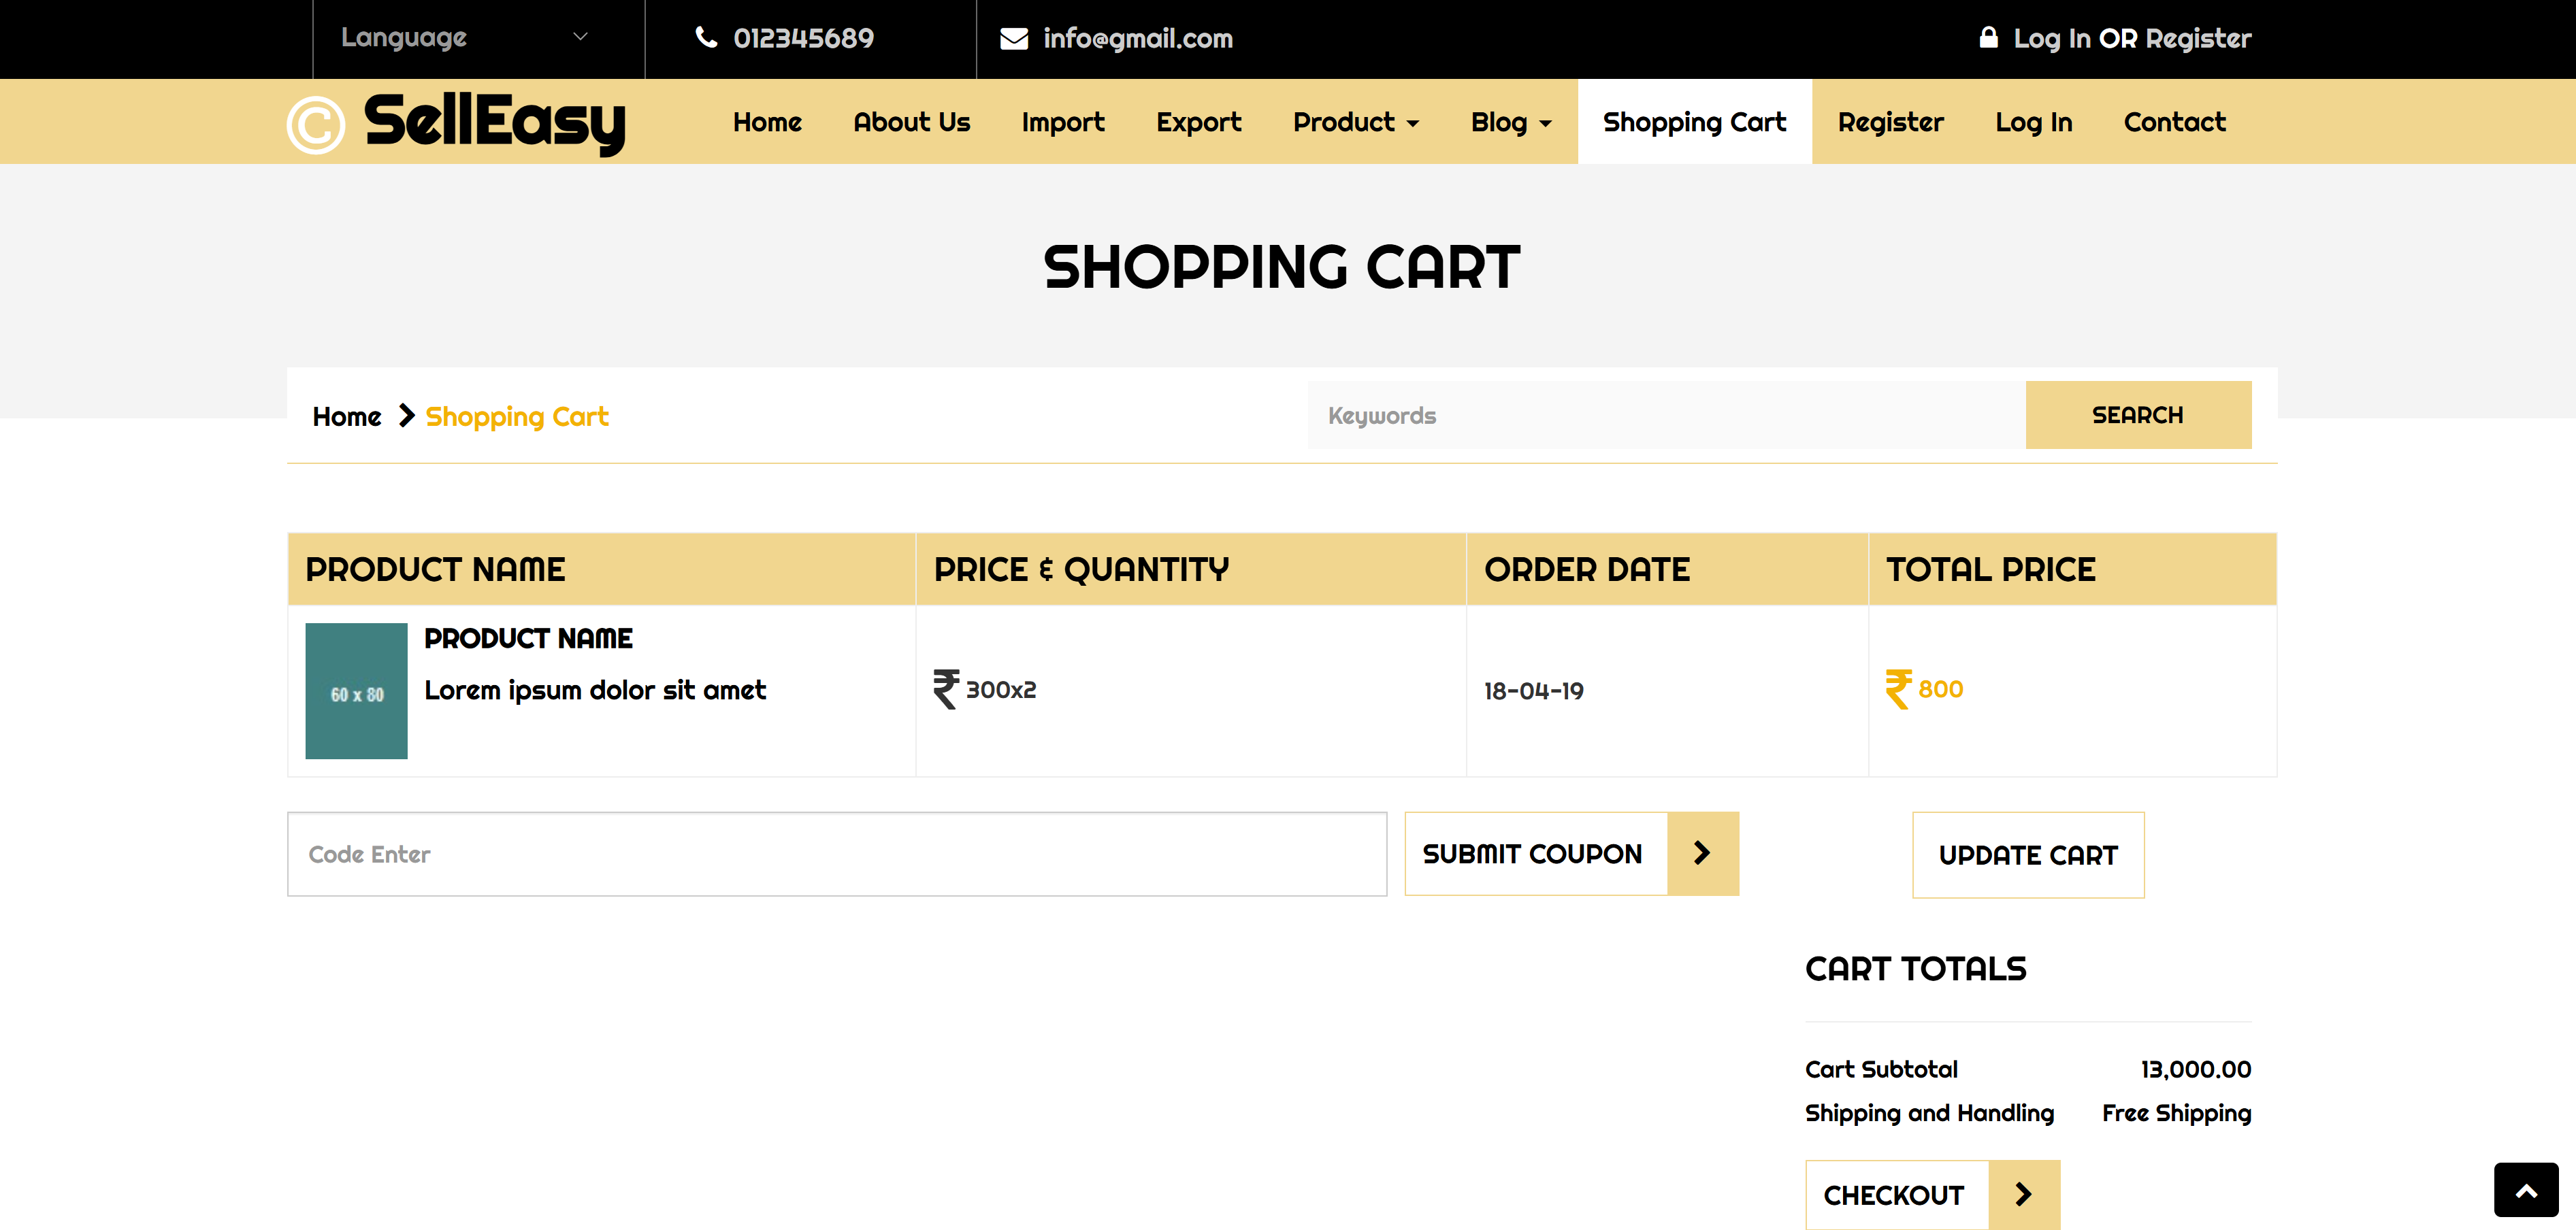 Language
012345689
info@gmail.com
Log In OR Register
© SellEasy
Home
About Us
Import
Export
Product
Blog
Shopping Cart
Register
Log In
Contact
SHOPPING CART
Home
Shopping Cart
Keywords
SEARCH
PRODUCT NAME
PRICE & QUANTITY
ORDER DATE
TOTAL PRICE
60 x 80
PRODUCT NAME
Lorem ipsum dolor sit amet
₹ 300x2
18-04-19
₹ 800
Code Enter
SUBMIT COUPON
UPDATE CART
CART TOTALS
Cart Subtotal
13,000.00
Shipping and Handling
Free Shipping
CHECKOUT